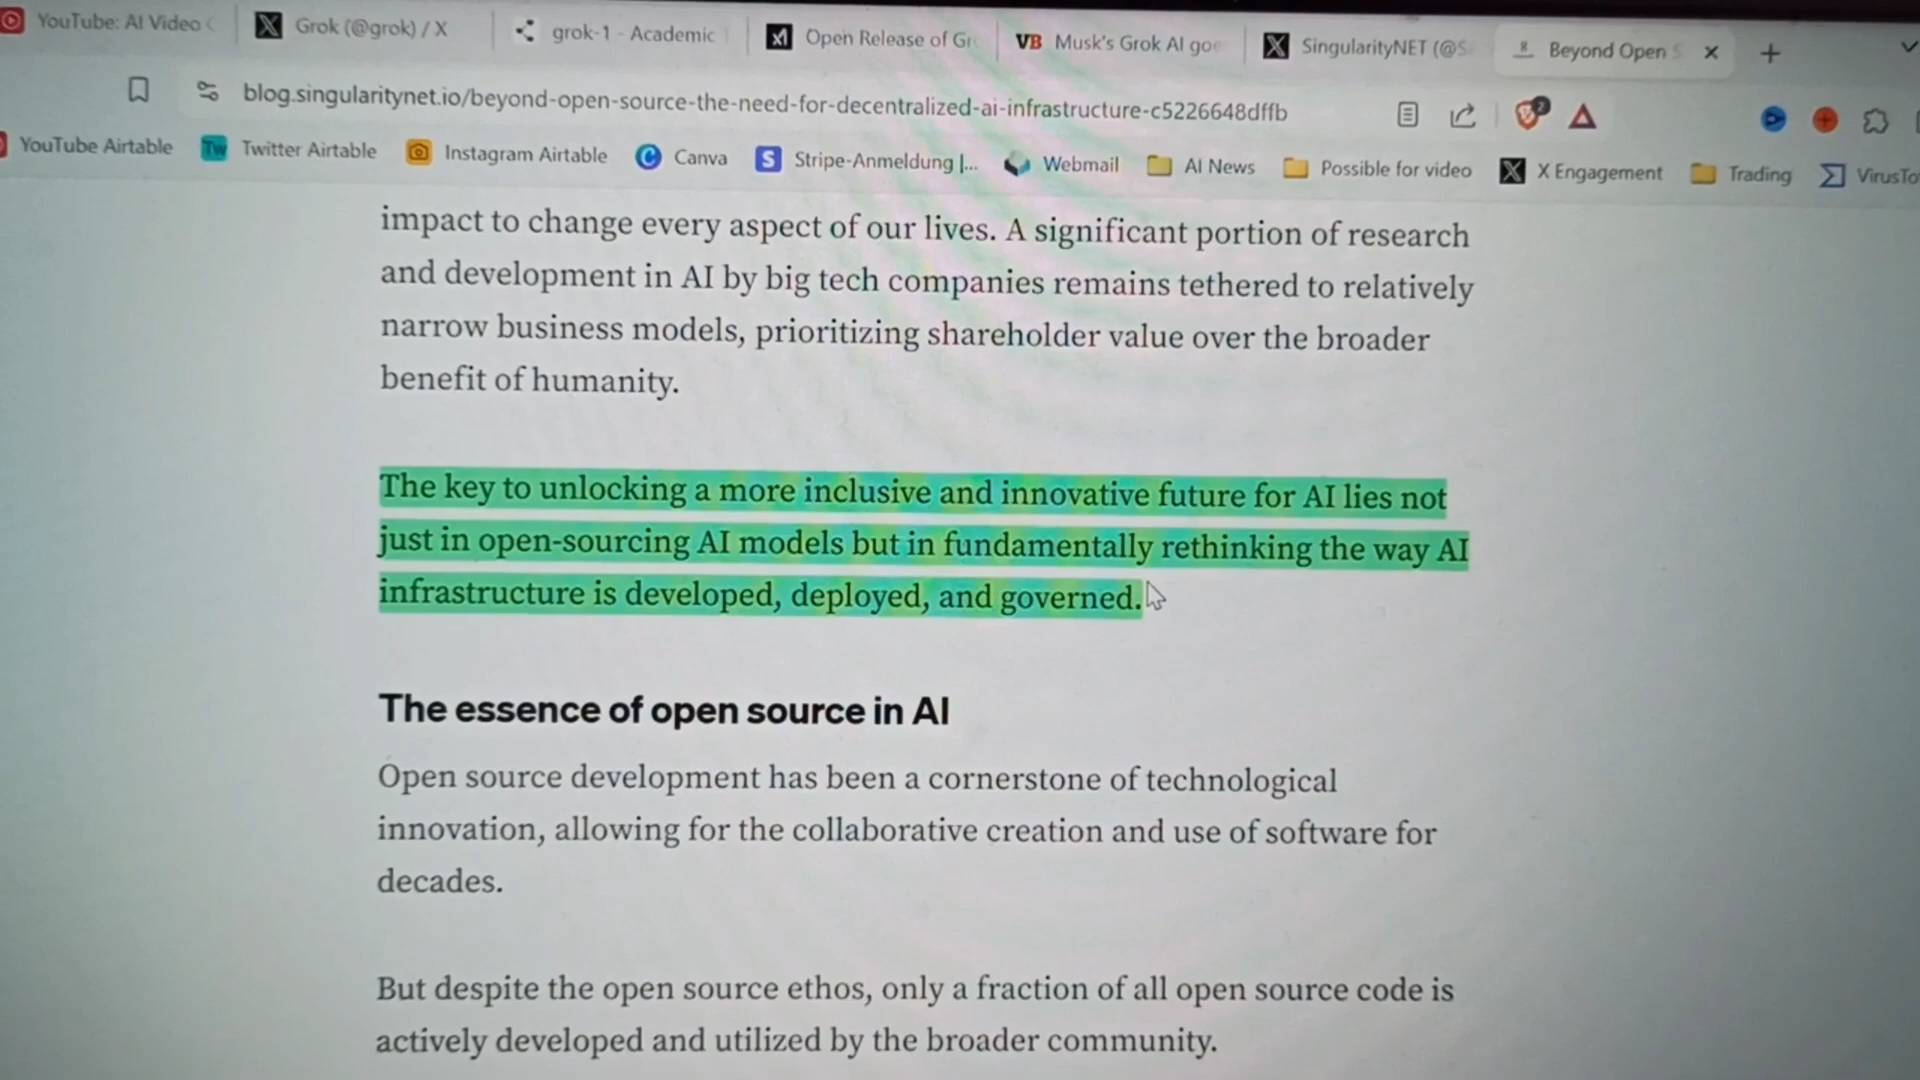 YouTube: AI Video
Grok (@grok) / X
grok-1 - Academic
Open Release of Gr
VB Musk's Grok AI goe
SingularityNET (@S
Beyond Open S
blog.singularitynet.io/beyond-open-source-the-need-for-decentralized-ai-infrastructure-c5226648dffb
2
YouTube Airtable
Tw Twitter Airtable
Instagram Airtable
C Canva
S Stripe-Anmeldung |...
Webmail
AI News
Possible for video
X Engagement
Trading
VirusTo
impact to change every aspect of our lives. A significant portion of research
and development in AI by big tech companies remains tethered to relatively
narrow business models, prioritizing shareholder value over the broader
benefit of humanity.
The key to unlocking a more inclusive and innovative future for AI lies not
just in open-sourcing AI models but in fundamentally rethinking the way AI
infrastructure is developed, deployed, and governed.
The essence of open source in AI
Open source development has been a cornerstone of technological
innovation, allowing for the collaborative creation and use of software for
decades.
But despite the open source ethos, only a fraction of all open source code is
actively developed and utilized by the broader community.